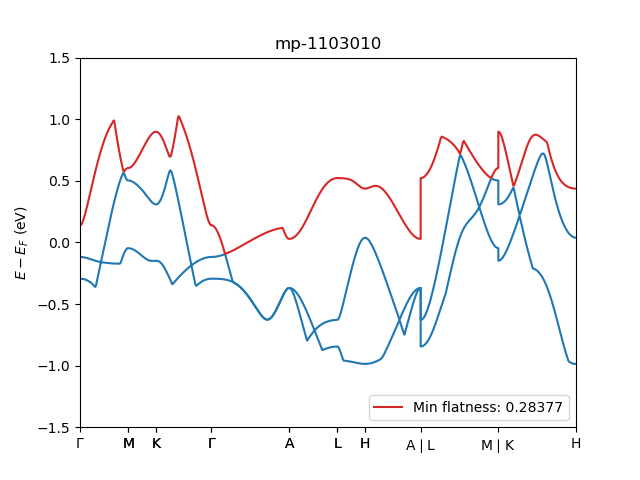 mp-1103010
E − E_F (eV)
1.5
1.0
0.5
0.0
−0.5
−1.0
−1.5
Min flatness: 0.28377
Γ M K Γ A L H A | L M | K H